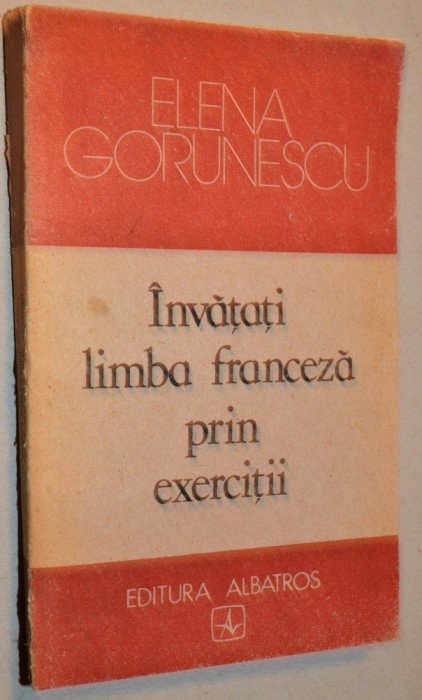 ELENA
GORUNESCU
Învățați
limba franceză
prin
exerciții
EDITURA ALBATROS